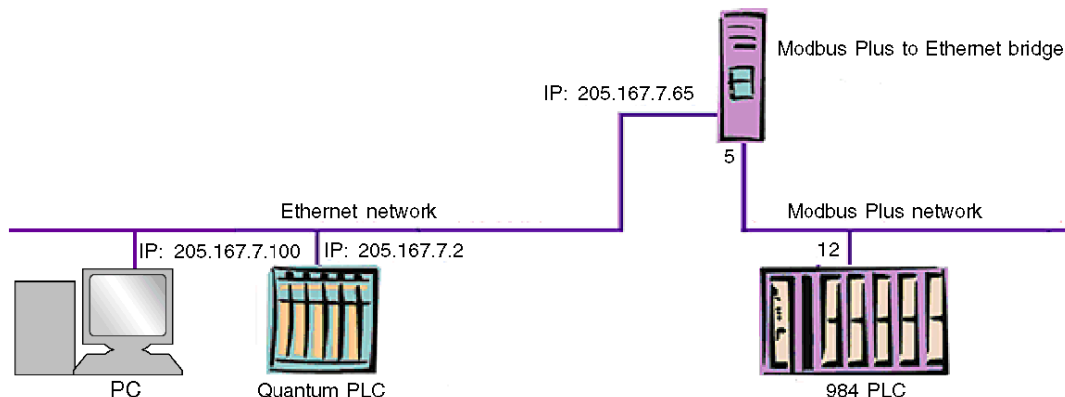 Modbus Plus to Ethernet bridge
IP: 205.167.7.65
5
Ethernet network
Modbus Plus network
IP: 205.167.7.100
IP: 205.167.7.2
12
PC
Quantum PLC
984 PLC